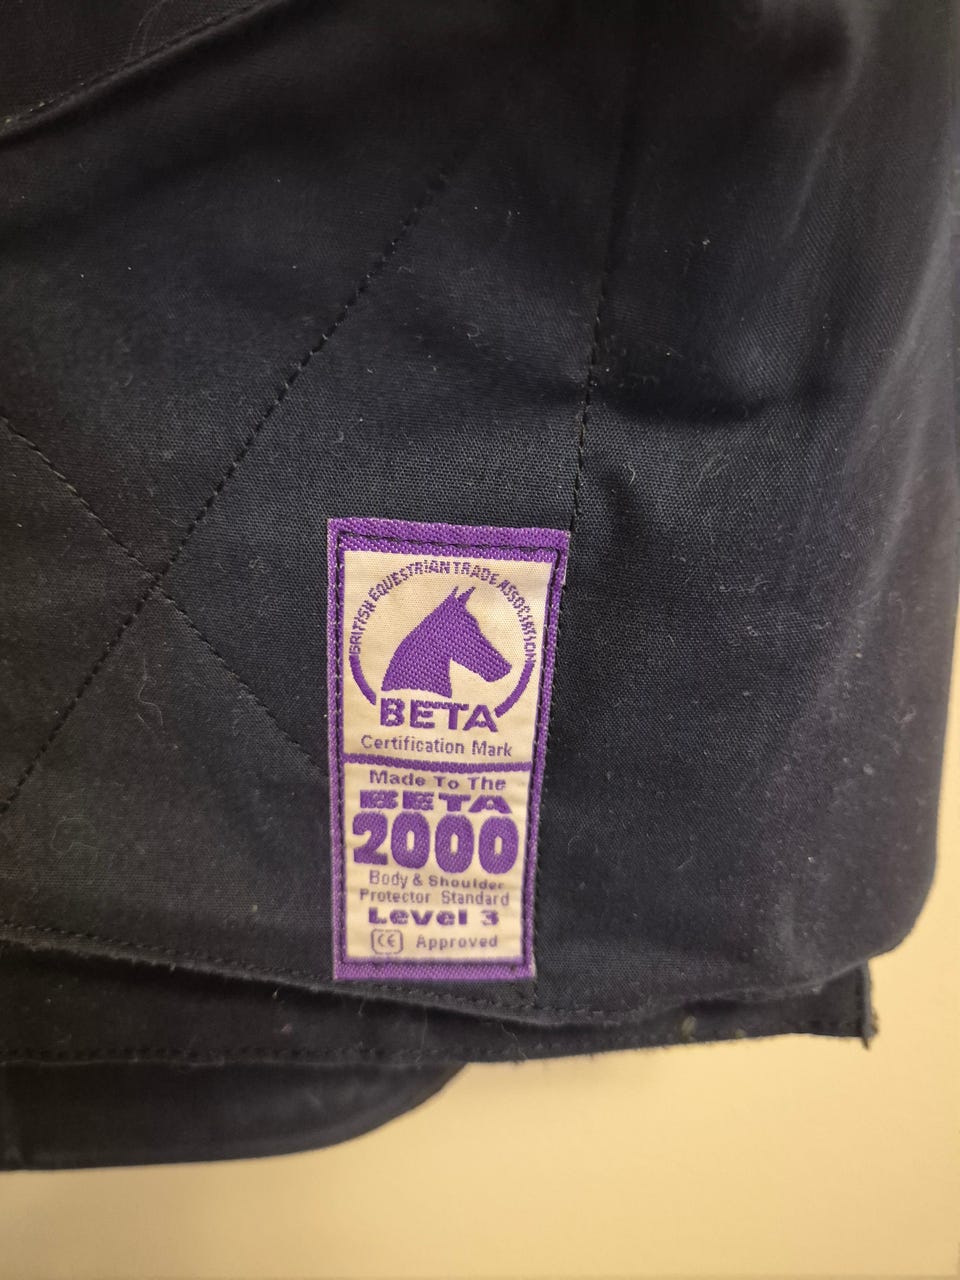 BRITISH EQUESTRIAN TRADE ASSOCIATION
BETA
Certification Mark
Made To The
BETA
2000
Body & Shoulder
Protector Standard
Level 3
CE Approved